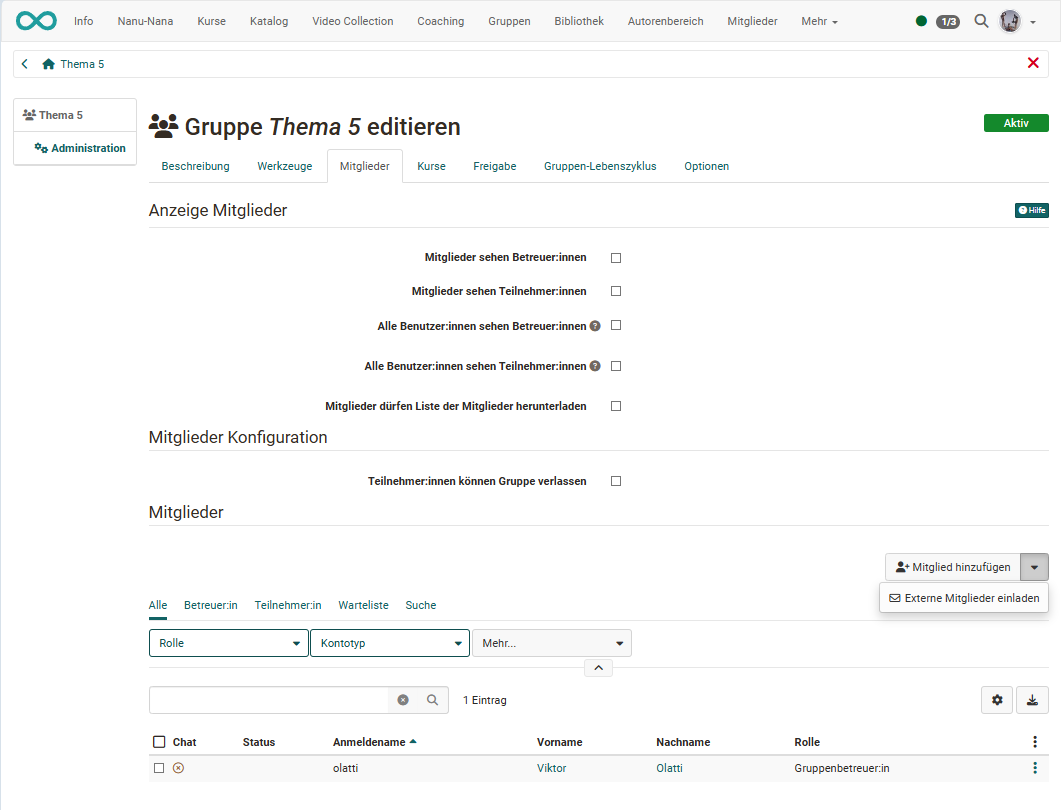 Info Nanu-Nana Kurse Katalog Video Collection Coaching Gruppen Bibliothek Autorenbereich Mitglieder Mehr 1/3
Thema 5
Thema 5
Administration
Gruppe Thema 5 editieren
Aktiv
Beschreibung Werkzeuge Mitglieder Kurse Freigabe Gruppen-Lebenszyklus Optionen
Anzeige Mitglieder
Hilfe
Mitglieder sehen Betreuer:innen
Mitglieder sehen Teilnehmer:innen
Alle Benutzer:innen sehen Betreuer:innen
Alle Benutzer:innen sehen Teilnehmer:innen
Mitglieder dürfen Liste der Mitglieder herunterladen
Mitglieder Konfiguration
Teilnehmer:innen können Gruppe verlassen
Mitglieder
Mitglied hinzufügen
Externe Mitglieder einladen
Alle Betreuer:in Teilnehmer:in Warteliste Suche
Rolle Kontotyp Mehr...
1 Eintrag
Chat Status Anmeldename Vorname Nachname Rolle
olatti Viktor Olatti Gruppenbetreuer:in